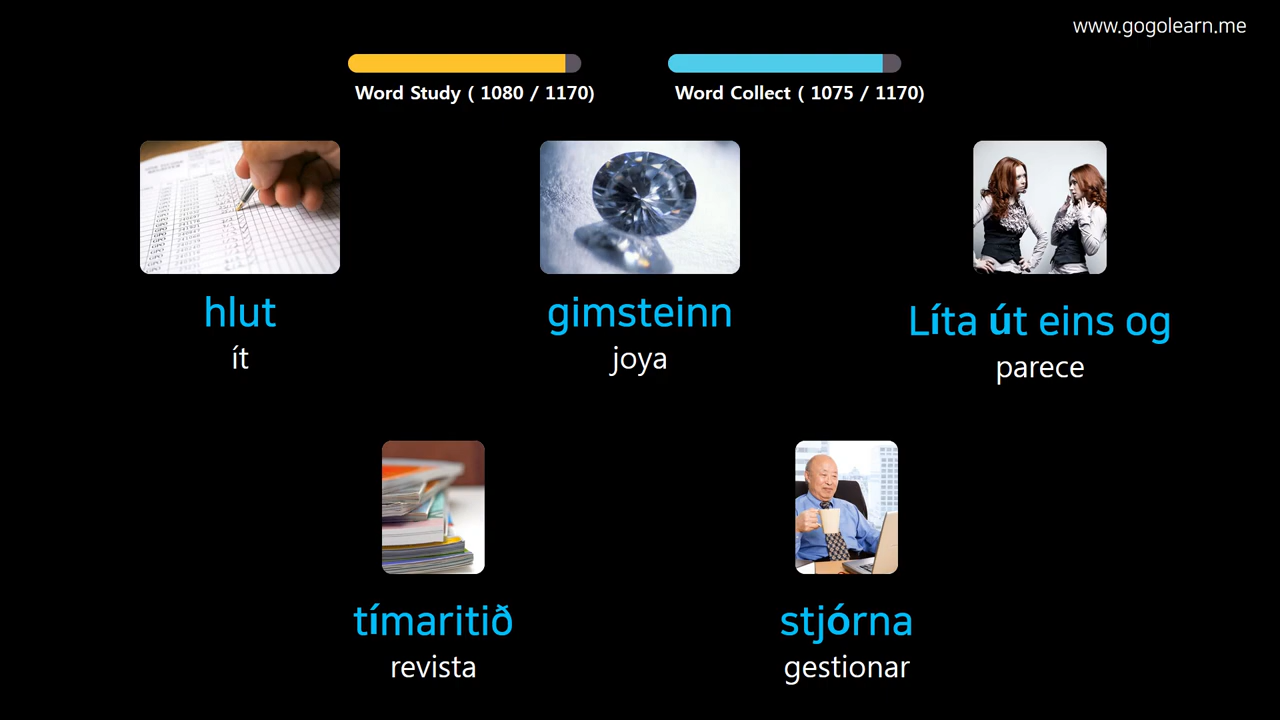 www.gogolearn.me
Word Study ( 1080 / 1170)
Word Collect ( 1075 / 1170)
hlut
ít
gimsteinn
joya
Líta út eins og
parece
tímaritið
revista
stjórna
gestionar